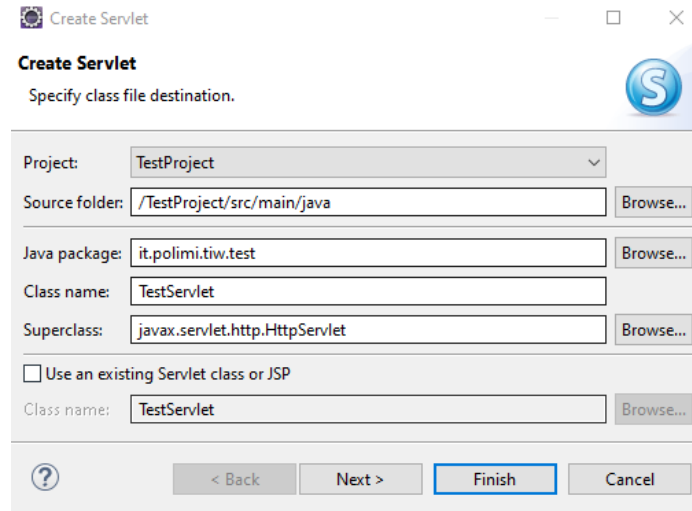 Create Servlet
Create Servlet
Specify class file destination.
S
Project: TestProject
Source folder: /TestProject/src/main/java Browse...
Java package: it.polimi.tiw.test Browse...
Class name: TestServlet
Superclass: javax.servlet.http.HttpServlet Browse...
Use an existing Servlet class or JSP
Class name: TestServlet Browse...
? < Back Next > Finish Cancel